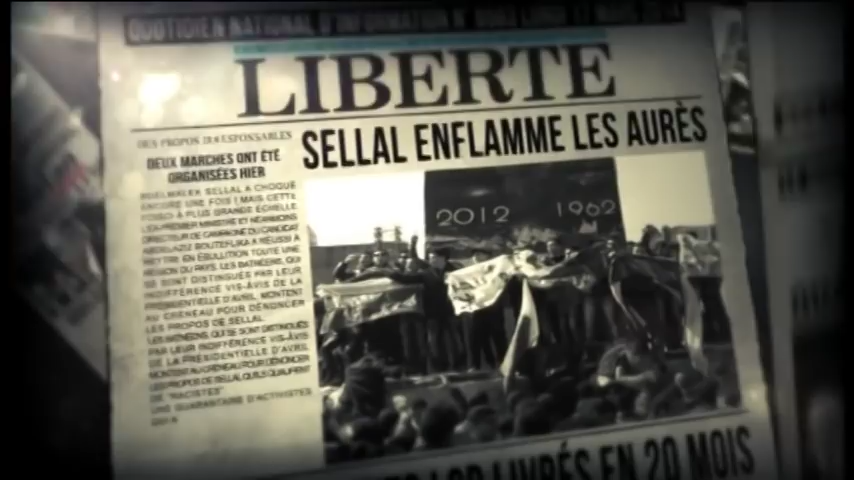 QUOTIDIEN NATIONAL D'INFORMATION N°
LIBERTE
DES PROPOS IRRESPONSABLES
SELLAL ENFLAMME LES AURÈS
DEUX MARCHES ONT ÉTÉ
ORGANISÉES HIER
SELLAL A CHOQUÉ
ENCORE UNE FOIS ! MAIS CETTE
À PLUS GRANDE ÉCHELLE.
PREMIER MINISTRE ET NÉANMOINS
DIRECTEUR DE CAMPAGNE DU CANDIDAT
ABDELAZIZ BOUTEFLIKA A RÉUSSI À
METTRE EN ÉBULLITION TOUTE UNE
RÉGION DU PAYS. LES BATNÉENS, QUI
SE SONT DISTINGUÉS PAR LEUR
INDIFFÉRENCE VIS-À-VIS DE LA
PRÉSIDENTIELLE D'AVRIL, MONTENT
AU CRÉNEAU POUR DÉNONCER
LES PROPOS DE SELLAL.
LES BATNÉENS, QUI SE SONT DISTINGUÉS
PAR LEUR INDIFFÉRENCE VIS-À-VIS
DE LA PRÉSIDENTIELLE D'AVRIL
MONTENT AU CRÉNEAU POUR DÉNONCER
LES PROPOS DE SELLAL QU'ILS QUALIFIENT
DE "RACISTES".
UNE QUARANTAINE D'ACTIVISTES
2012 1962
LIVRÉS EN 20 MOIS